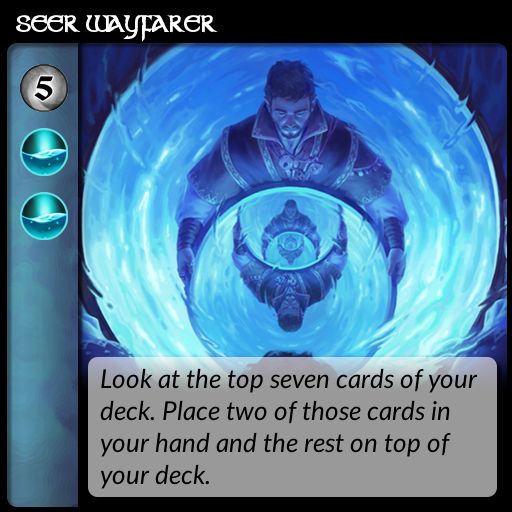 SEER WAYFARER
5
Look at the top seven cards of your
deck. Place two of those cards in
your hand and the rest on top of
your deck.